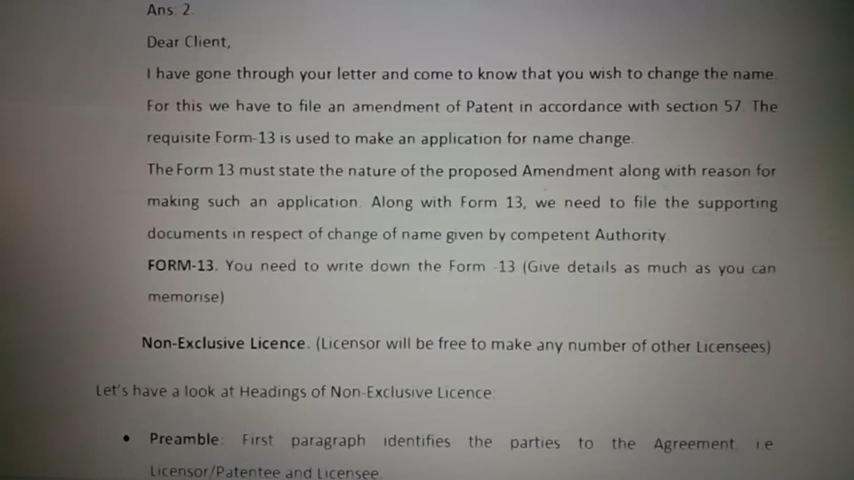 Ans: 2.
Dear Client,
I have gone through your letter and come to know that you wish to change the name.
For this we have to file an amendment of Patent in accordance with section 57. The
requisite Form-13 is used to make an application for name change.
The Form 13 must state the nature of the proposed Amendment along with reason for
making such an application. Along with Form 13, we need to file the supporting
documents in respect of change of name given by competent Authority.
FORM-13. You need to write down the Form -13 (Give details as much as you can
memorise)
Non-Exclusive Licence. (Licensor will be free to make any number of other Licensees)
Let's have a look at Headings of Non-Exclusive Licence:
• Preamble: First paragraph identifies the parties to the Agreement. i.e
Licensor/Patentee and Licensee.